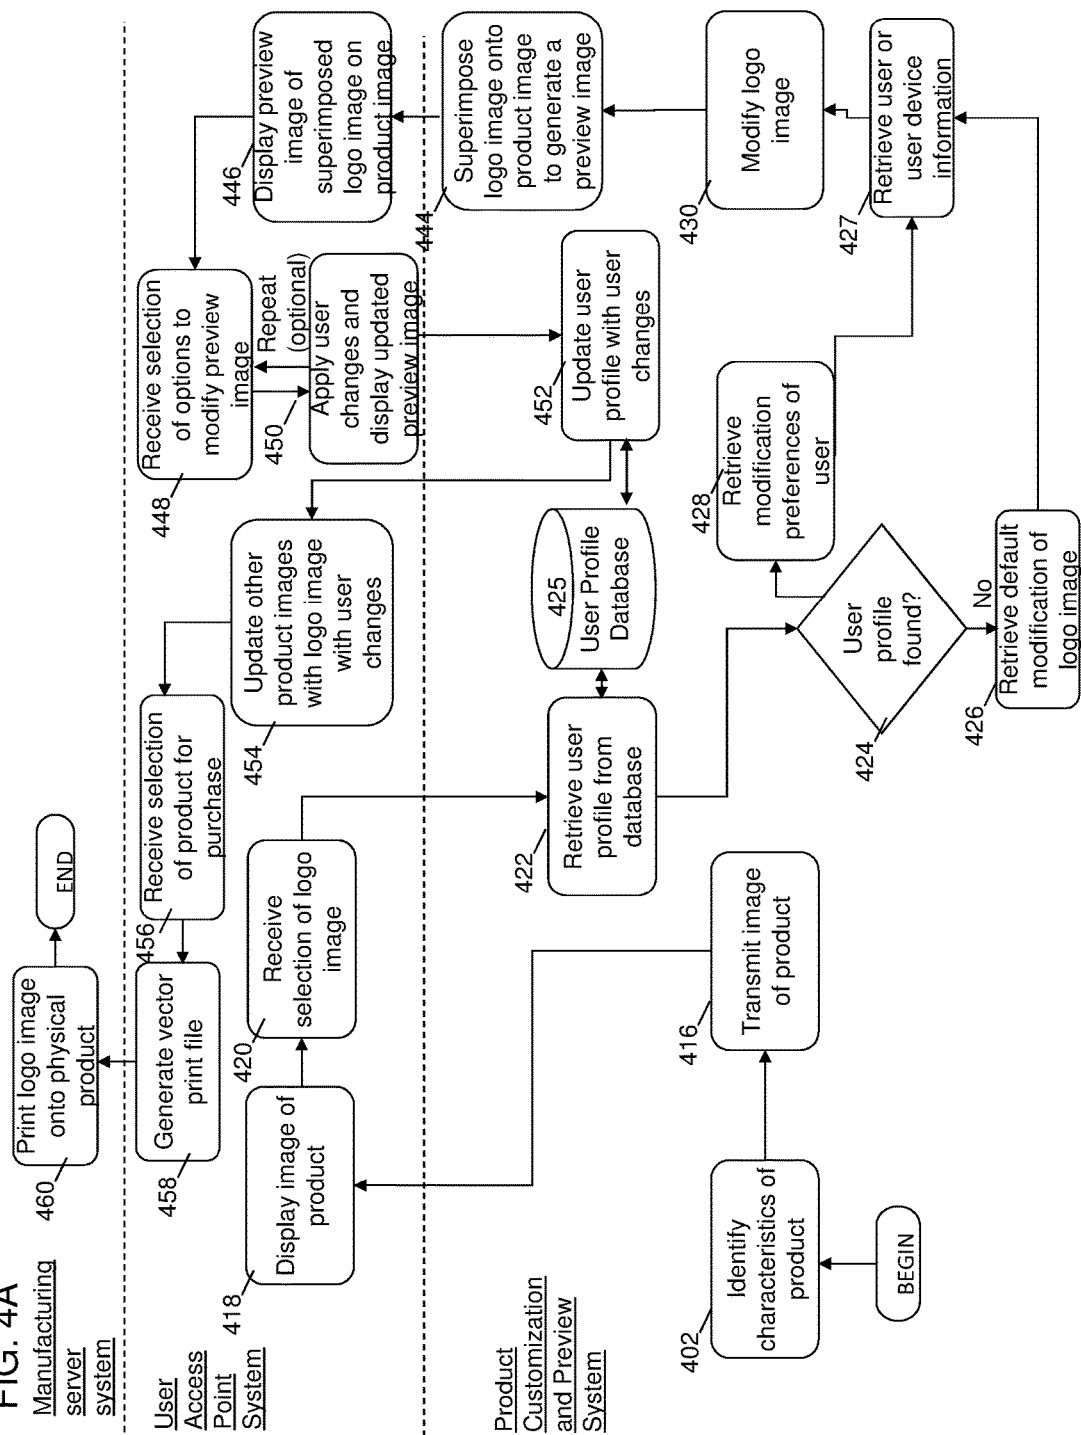 FIG. 4A
Manufacturing
server
system
460
Print logo image
onto physical
product
END
User
Access
Point
System
418
Display image of
product
420
Receive
selection of logo
image
458
Generate vector
print file
456
Receive selection
of product for
purchase
454
Update other
product images
with logo image
with user
changes
448
Receive selection
of options to
modify preview
image
Repeat
(optional)
450
Apply user
changes and
display updated
preview image
446
Display preview
image of
superimposed
logo image on
product image
Product
Customization
and Preview
System
BEGIN
402
Identify
characteristics of
product
416
Transmit image
of product
422
Retrieve user
profile from
database
425
User Profile
Database
424
User
profile
found?
No
426
Retrieve default
modification of
logo image
428
Retrieve
modification
preferences of
user
427
Retrieve user or
user device
information
430
Modify logo
image
444
Superimpose
logo image onto
product image
to generate a
preview image
452
Update user
profile with user
changes